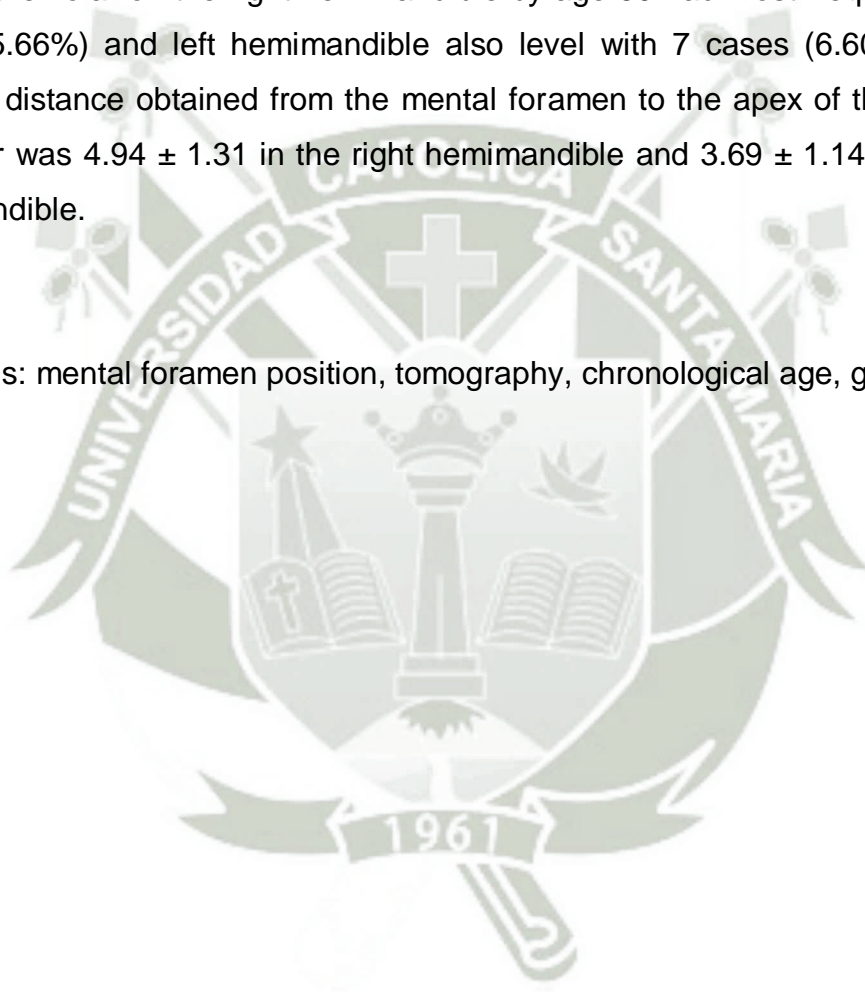 5.66%) and left hemimandible also level with 7 cases (6.60
distance obtained from the mental foramen to the apex of th
r was 4.94 ± 1.31 in the right hemimandible and 3.69 ± 1.14
ndible.
s: mental foramen position, tomography, chronological age, g
UNIVERSIDAD CATOLICA SANTA MARIA
1961